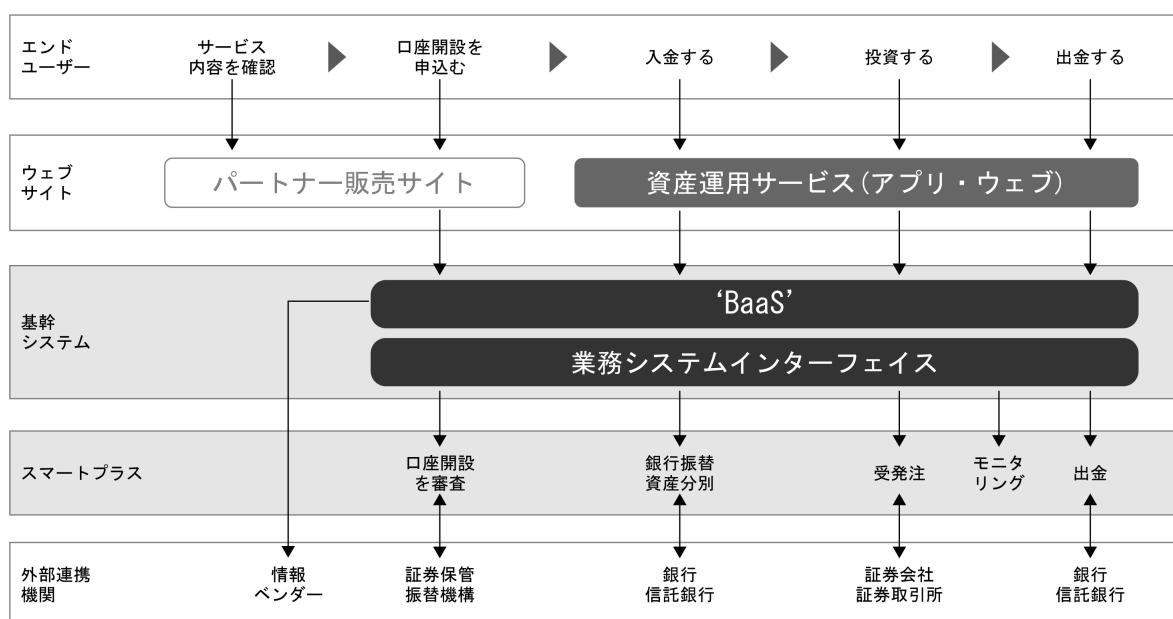 エンド
ユーザー
サービス
内容を確認
口座開設を
申込む
入金する
投資する
出金する
ウェブ
サイト
パートナー販売サイト
資産運用サービス(アプリ・ウェブ)
基幹
システム
‘BaaS’
業務システムインターフェイス
スマートプラス
口座開設
を審査
銀行振替
資産分別
受発注
モニタ
リング
出金
外部連携
機関
情報
ベンダー
証券保管
振替機構
銀行
信託銀行
証券会社
証券取引所
銀行
信託銀行